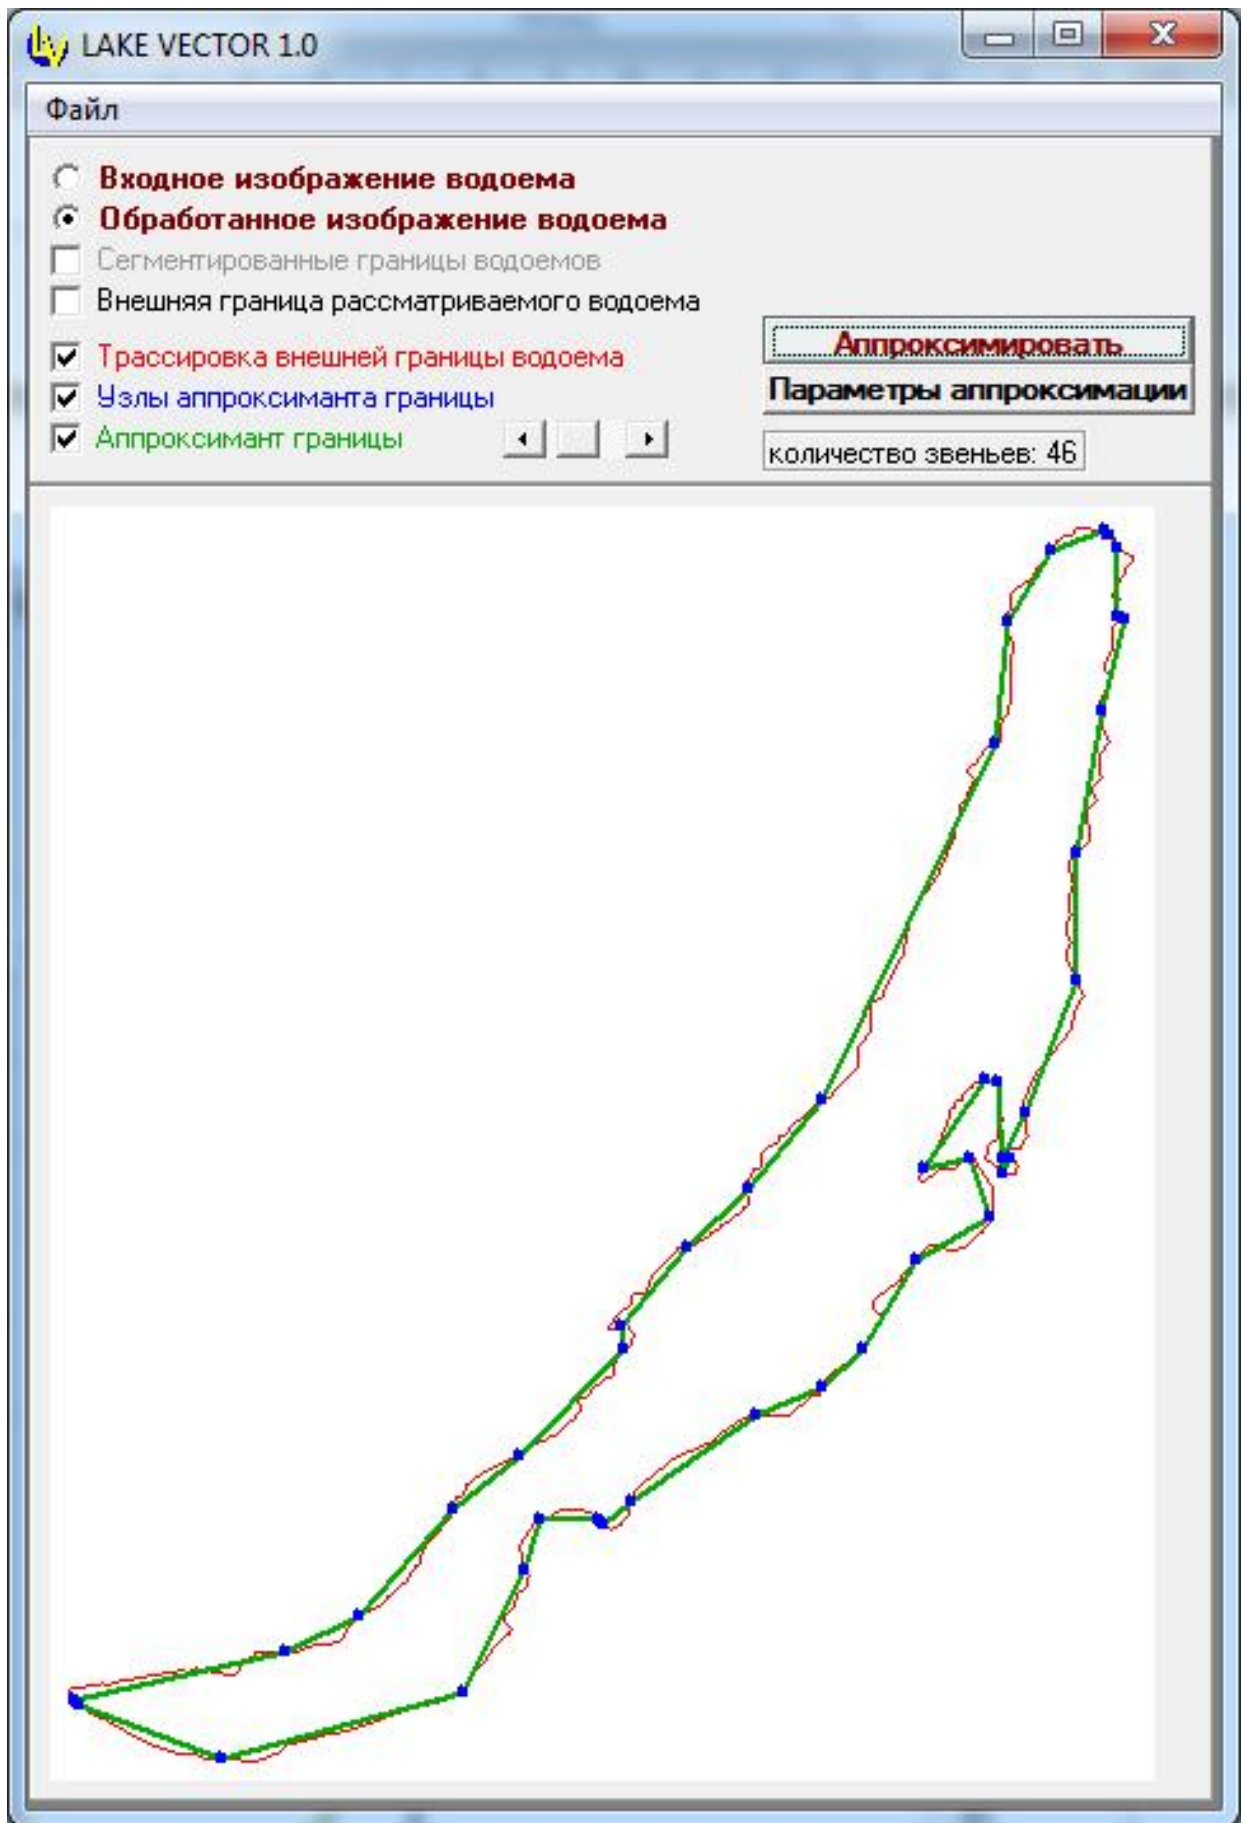 LAKE VECTOR 1.0
Файл
Входное изображение водоема
Обработанное изображение водоема
Сегментированные границы водоемов
Внешняя граница рассматриваемого водоема
Трассировка внешней границы водоема
Узлы аппроксиманта границы
Аппроксимант границы
Аппроксимировать
Параметры аппроксимации
количество звеньев: 46